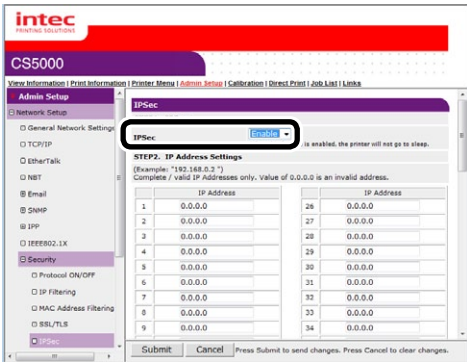 intec
PRINTING SOLUTIONS
CS5000
View Information | Print Information | Printer Menu | Admin Setup | Calibration | Direct Print | Job List | Links
Admin Setup
Network Setup
General Network Settings
TCP/IP
EtherTalk
NBT
Email
SNMP
IPP
IEEE802.1X
Security
Protocol ON/OFF
IP Filtering
MAC Address Filtering
SSL/TLS
IPSec
IPSec
IPSec Enable
is enabled, the printer will not go to sleep.
STEP2. IP Address Settings
(Example: "192.168.0.2 ")
Complete / valid IP Addresses only. Value of 0.0.0.0 is an invalid address.
IP Address IP Address
1 0.0.0.0 26 0.0.0.0
2 0.0.0.0 27 0.0.0.0
3 0.0.0.0 28 0.0.0.0
4 0.0.0.0 29 0.0.0.0
5 0.0.0.0 30 0.0.0.0
6 0.0.0.0 31 0.0.0.0
7 0.0.0.0 32 0.0.0.0
8 0.0.0.0 33 0.0.0.0
9 0.0.0.0 34 0.0.0.0
Submit Cancel Press Submit to send changes. Press Cancel to clear changes.